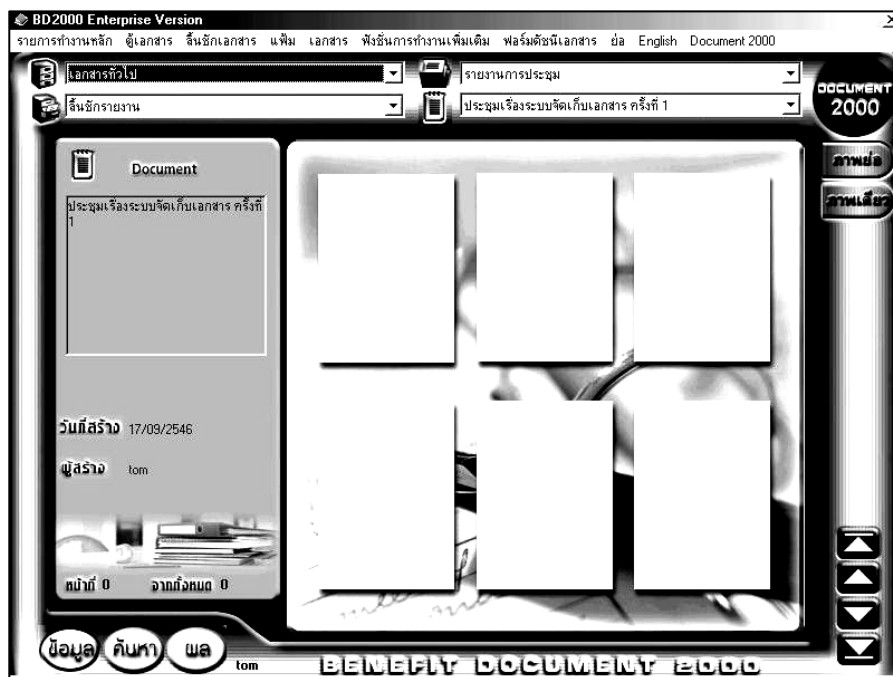 BD2000 Enterprise Version
รายการทำงานหลัก ตู้เอกสาร ลิ้นชักเอกสาร แฟ้ม เอกสาร ฟังชั่นการทำงานเพิ่มเติม ฟอร์มดัชนีเอกสาร ย่อ English Document 2000
เอกสารทั่วไป
รายงานการประชุม
ลิ้นชักรายงาน
ประชุมเรื่องระบบจัดเก็บเอกสาร ครั้งที่ 1
DOCUMENT
2000
ภาพย่อ
ภาพเดี่ยว
Document
ประชุมเรื่องระบบจัดเก็บเอกสาร ครั้งที่
1
วันที่สร้าง 17/09/2546
ผู้สร้าง tom
หน้าที่ 0 จากทั้งหมด 0
ข้อมูล ค้นหา ผล
tom
BENEFIT DOCUMENT 2000